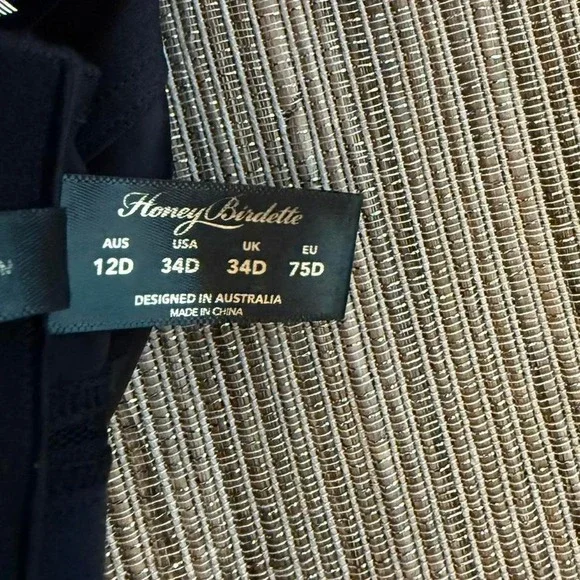 Honey Birdette
AUS USA UK EU
12D 34D 34D 75D
DESIGNED IN AUSTRALIA
MADE IN CHINA